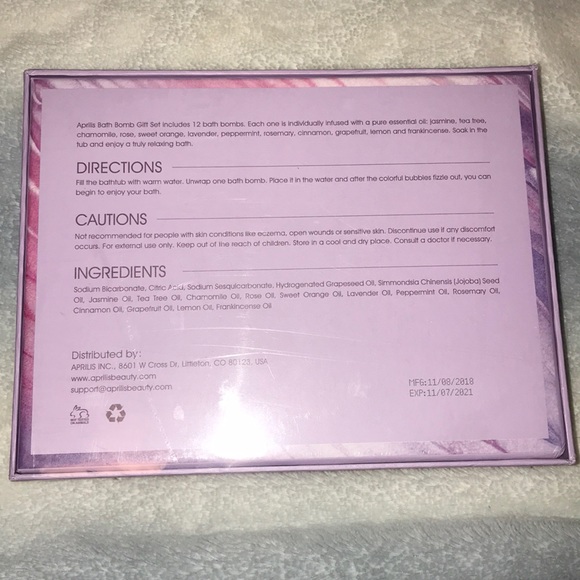 Aprilis Bath Bomb Gift Set includes 12 bath bombs. Each one is individually infused with a pure essential oil: jasmine, tea tree,
chamomile, rose, sweet orange, lavender, peppermint, rosemary, cinnamon, grapefruit, lemon and frankincense. Soak in the
tub and enjoy a truly relaxing bath.
DIRECTIONS
Fill the bathtub with warm water. Unwrap one bath bomb. Place it in the water and after the colorful bubbles fizzle out, you can
begin to enjoy your bath.
CAUTIONS
Not recommended for people with skin conditions like eczema, open wounds or sensitive skin. Discontinue use if any discomfort
occurs. For external use only. Keep out of the reach of children. Store in a cool and dry place. Consult a doctor if necessary.
INGREDIENTS
Sodium Bicarbonate, Citric Acid, Sodium Sesquicarbonate, Hydrogenated Grapeseed Oil, Simmondsia Chinensis (Jojoba) Seed
Oil, Jasmine Oil, Tea Tree Oil, Chamomile Oil, Rose Oil, Sweet Orange Oil, Lavender Oil, Peppermint Oil, Rosemary Oil,
Cinnamon Oil, Grapefruit Oil, Lemon Oil, Frankincense Oil
Distributed by:
APRILIS INC., 8601 W Cross Dr, Littleton, CO 80123, USA
www.aprilisbeauty.com
support@aprilisbeauty.com
MFG:11/08/2018
EXP:11/07/2021